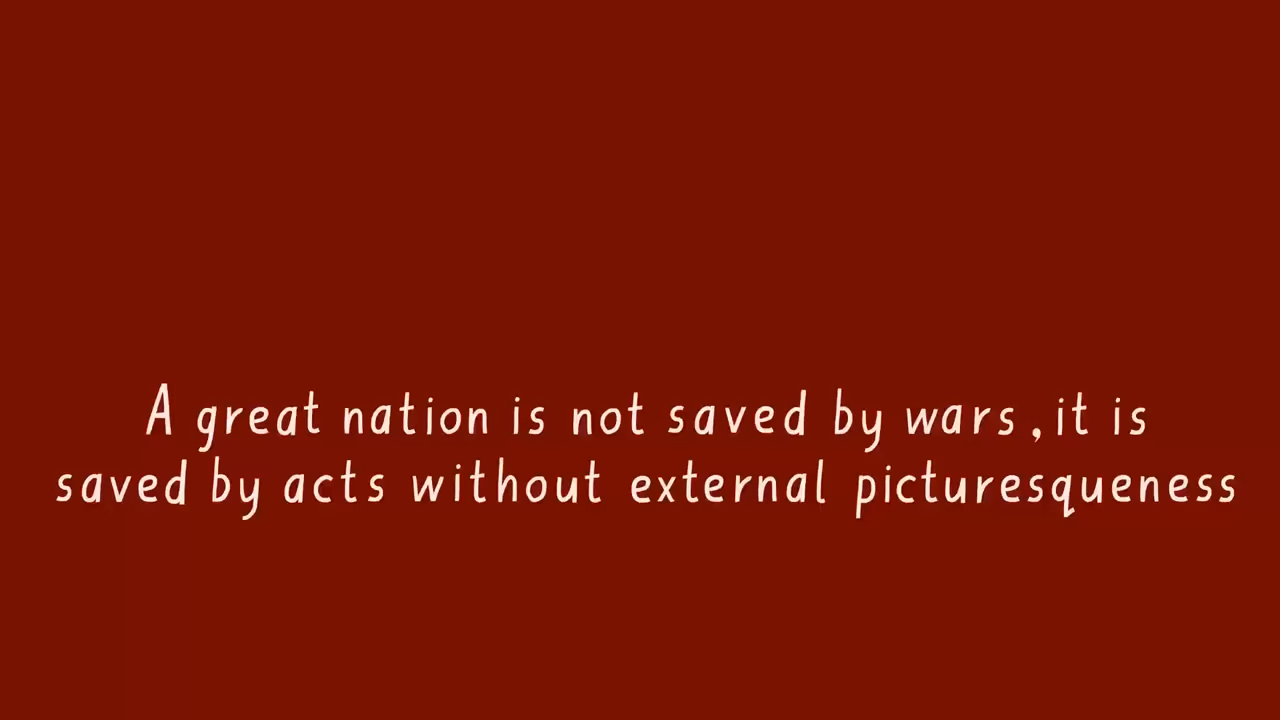 A great nation is not saved by wars, it is
saved by acts without external picturesqueness